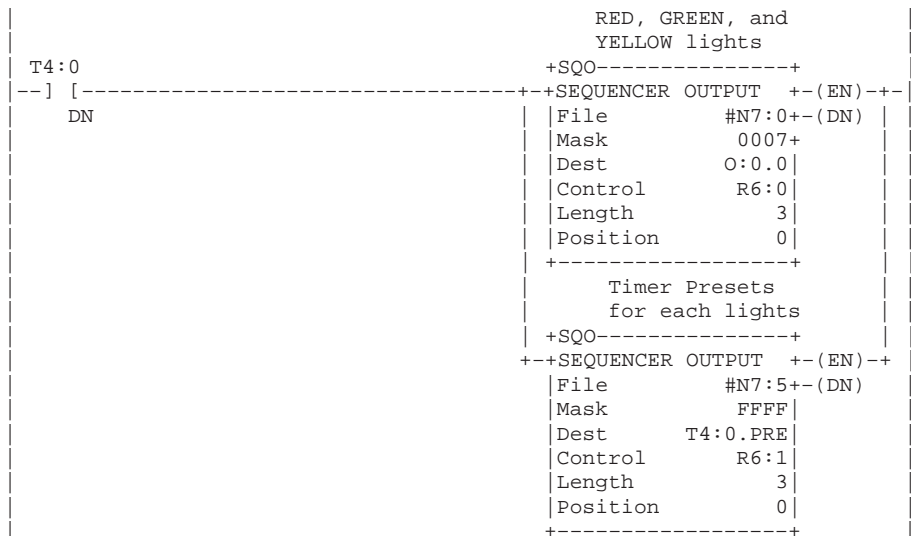 RED, GREEN, and
YELLOW lights
T4:0
+SQO---------------+
--] [----------------------------------+-+SEQUENCER OUTPUT +-(EN)-+-
DN
File #N7:0+-(DN)
Mask 0007+
Dest O:0.0
Control R6:0
Length 3
Position 0
+------------------+
Timer Presets
for each lights
+SQO---------------+
+-+SEQUENCER OUTPUT +-(EN)-+
File #N7:5+-(DN)
Mask FFFF
Dest T4:0.PRE
Control R6:1
Length 3
Position 0
+------------------+